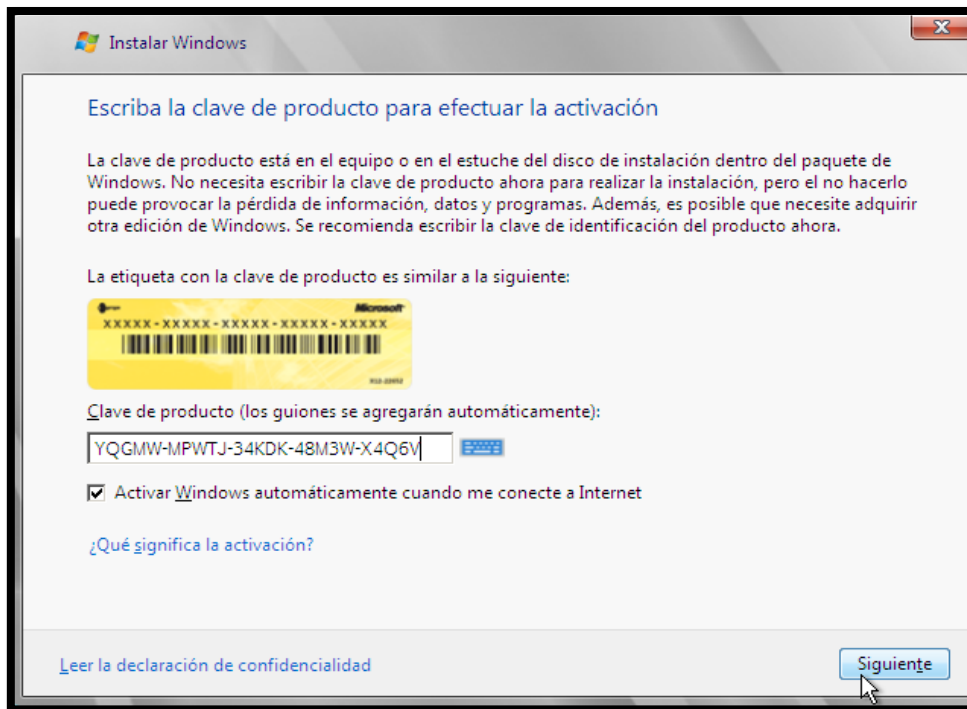 Instalar Windows
Escriba la clave de producto para efectuar la activación
La clave de producto está en el equipo o en el estuche del disco de instalación dentro del paquete de
Windows. No necesita escribir la clave de producto ahora para realizar la instalación, pero el no hacerlo
puede provocar la pérdida de información, datos y programas. Además, es posible que necesite adquirir
otra edición de Windows. Se recomienda escribir la clave de identificación del producto ahora.
La etiqueta con la clave de producto es similar a la siguiente:
Microsoft
XXXXX-XXXXX-XXXXX-XXXXX-XXXXX
Clave de producto (los guiones se agregarán automáticamente):
YQGMW-MPWTJ-34KDK-48M3W-X4Q6V
Activar Windows automáticamente cuando me conecte a Internet
¿Qué significa la activación?
Leer la declaración de confidencialidad
Siguiente